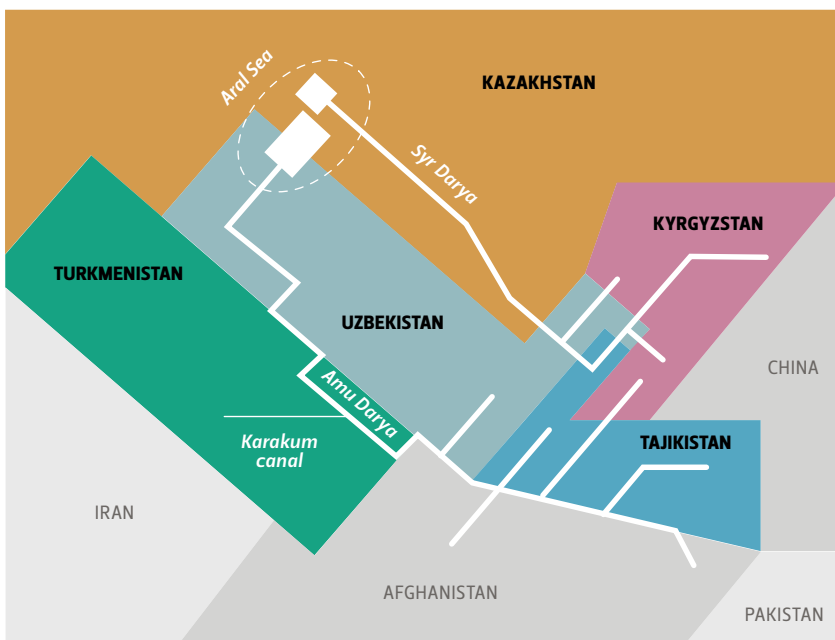 Aral Sea
KAZAKHSTAN
Syr Darya
KYRGYZSTAN
TURKMENISTAN
UZBEKISTAN
CHINA
Amu Darya
Karakum
canal
TAJIKISTAN
IRAN
AFGHANISTAN
PAKISTAN